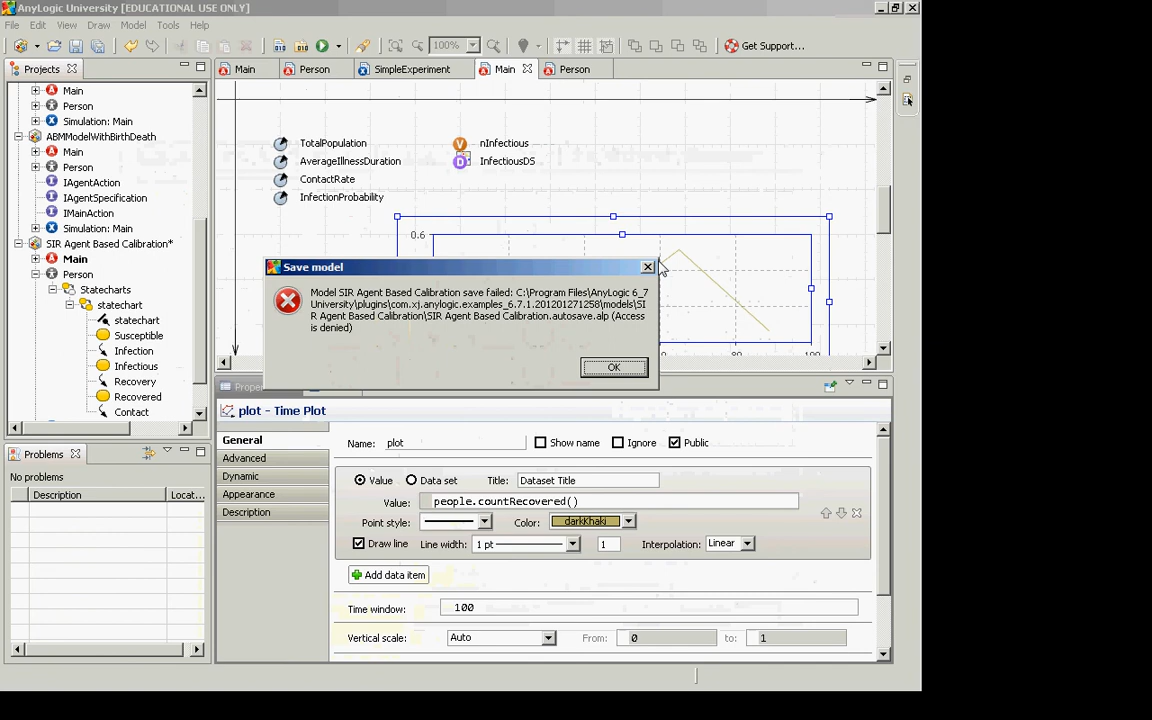 AnyLogic University [EDUCATIONAL USE ONLY]
File Edit View Draw Model Tools Help
100% Get Support...
Projects Main Person SimpleExperiment Main Person
Main
Person
Simulation: Main
ABMModelWithBirthDeath
Main
Person
IAgentAction
IAgentSpecification
IMainAction
Simulation: Main
SIR Agent Based Calibration*
Main
Person
Statecharts
statechart
statechart
Susceptible
Infection
Infectious
Recovery
Recovered
Contact
TotalPopulation nInfectious
AverageIllnessDuration InfectiousDS
ContactRate
InfectionProbability
0.6
80 100
Save model
Model SIR Agent Based Calibration save failed: C:\Program Files\AnyLogic 6_7
University\plugins\com.xj.anylogic.examples_6.7.1.201201271258\models\SI
R Agent Based Calibration\SIR Agent Based Calibration.autosave.alp (Access
is denied)
OK
plot - Time Plot
General
Advanced
Dynamic
Appearance
Description
Name: plot Show name Ignore Public
Value Data set Title: Dataset Title
Value: people.countRecovered()
Point style: Color: darkKhaki
Draw line Line width: 1 pt 1 Interpolation: Linear
Add data item
Time window: 100
Vertical scale: Auto From: 0 to: 1
Problems
No problems
Description Locat...